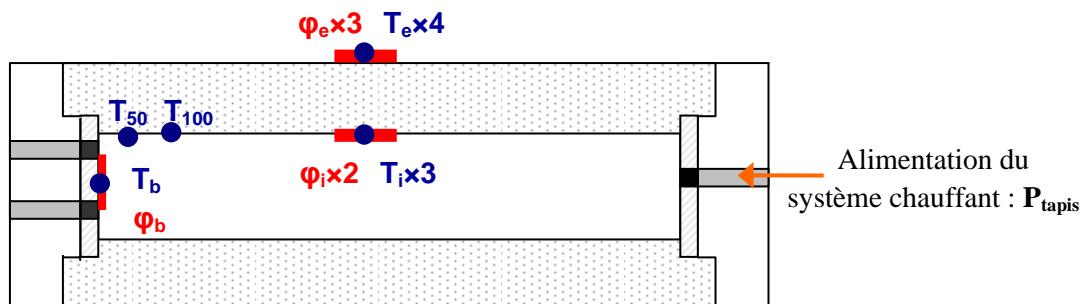 φe×3 Te×4
T50 T100
Tb φi×2 Ti×3
φb
Alimentation du
système chauffant : Ptapis